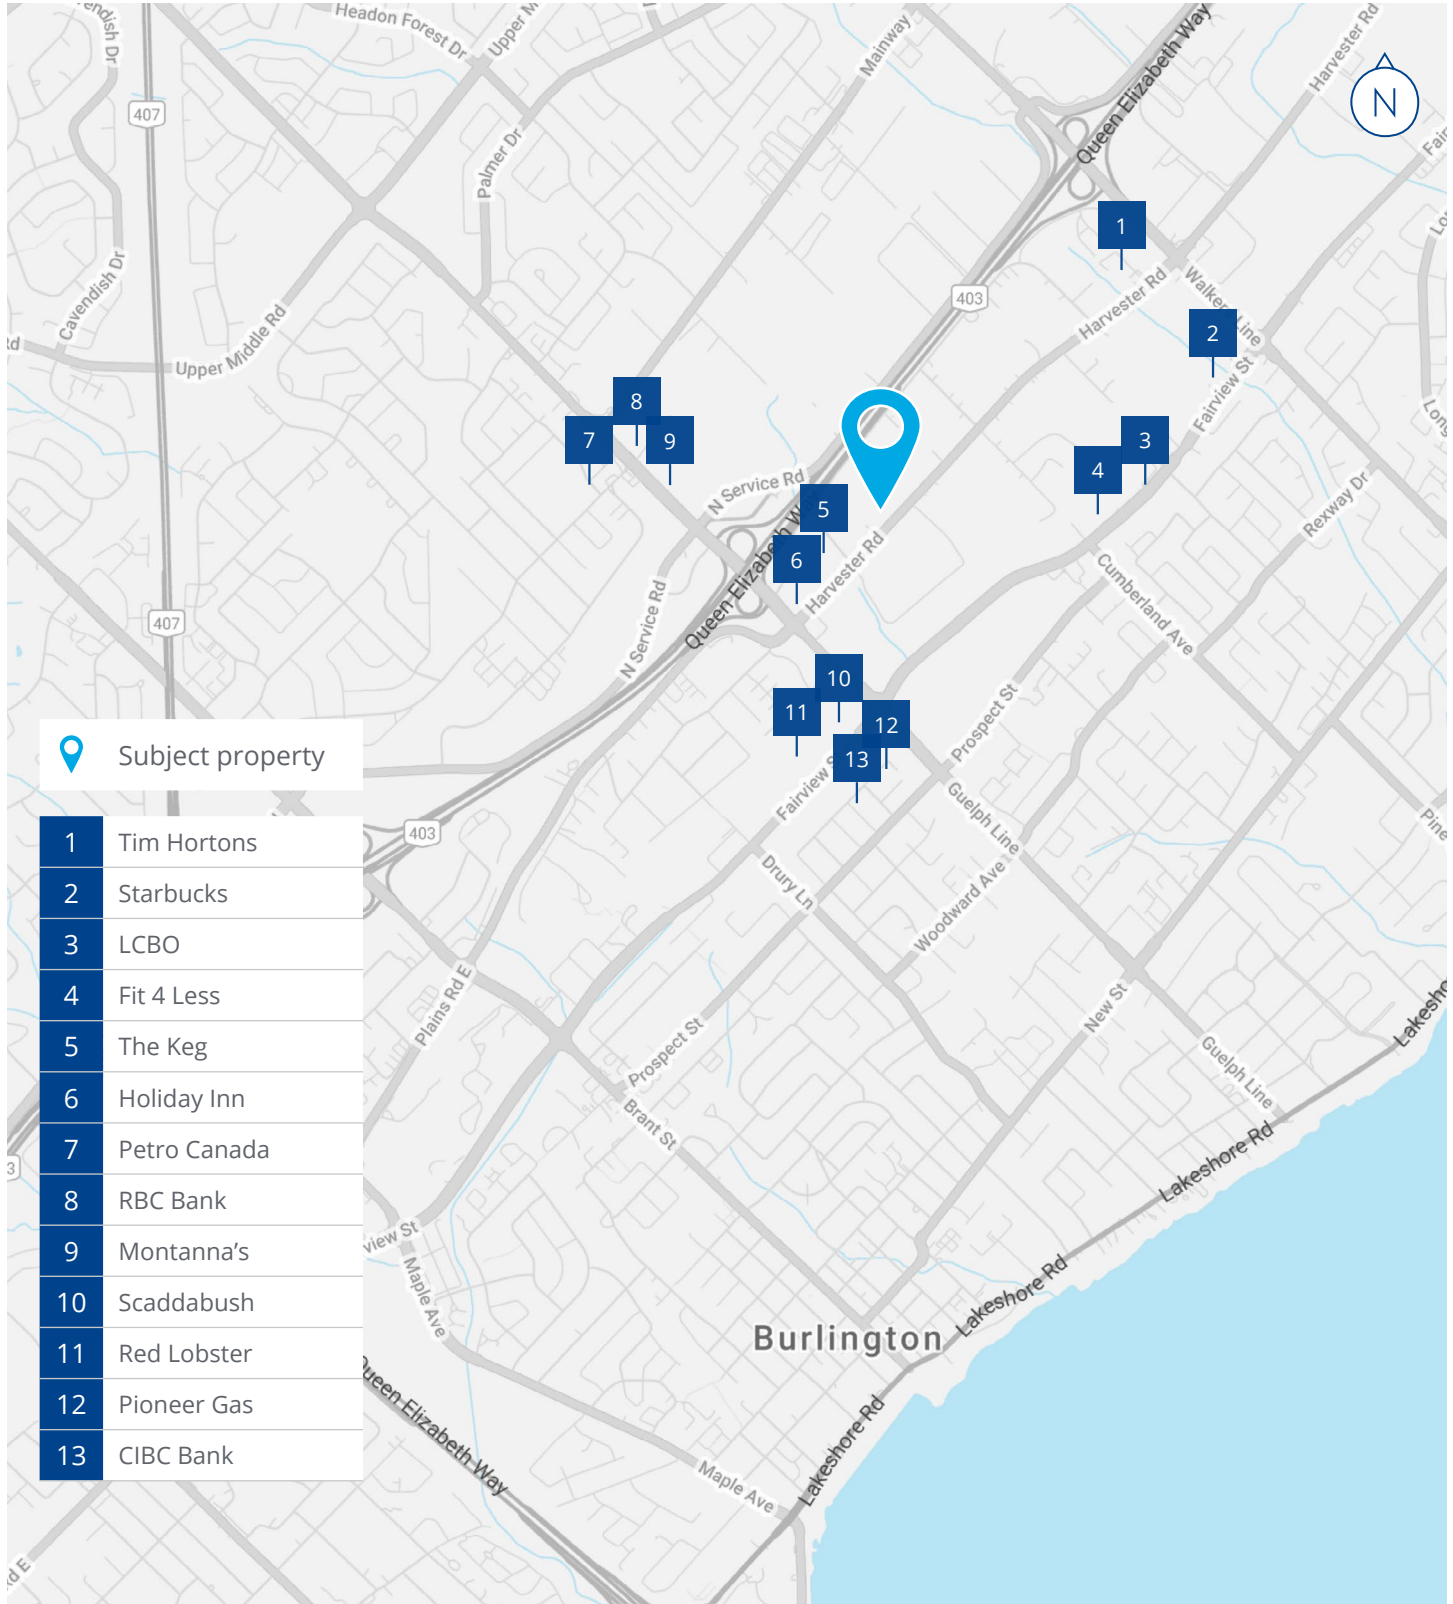 Headon Forest Dr
Upper M
Mainway
Queen Elizabeth Way
Harvester Rd
N
407
Palmer Dr
1
Cavendish Dr
403
Harvester Rd
Walkers Line
2
Upper Middle Rd
Fairview St
8
7
9
3
4
N Service Rd
5
Rexway Dr
6
Harvester Rd
Queen Elizabeth Way
Cumberland Ave
407
N Service Rd
10
11
12
13
Prospect St
Fairview S
Guelph Line
403
Drury Ln
Woodward Ave
Pine
Plains Rd E
New St
Prospect St
Guelph Line
Brant St
Lakesho
Lakeshore Rd
view St
Maple Ave
Lakeshore Rd
Burlington
Queen Elizabeth Way
Lakeshore Rd
Maple Ave
Subject property
1 Tim Hortons
2 Starbucks
3 LCBO
4 Fit 4 Less
5 The Keg
6 Holiday Inn
7 Petro Canada
8 RBC Bank
9 Montanna's
10 Scaddabush
11 Red Lobster
12 Pioneer Gas
13 CIBC Bank